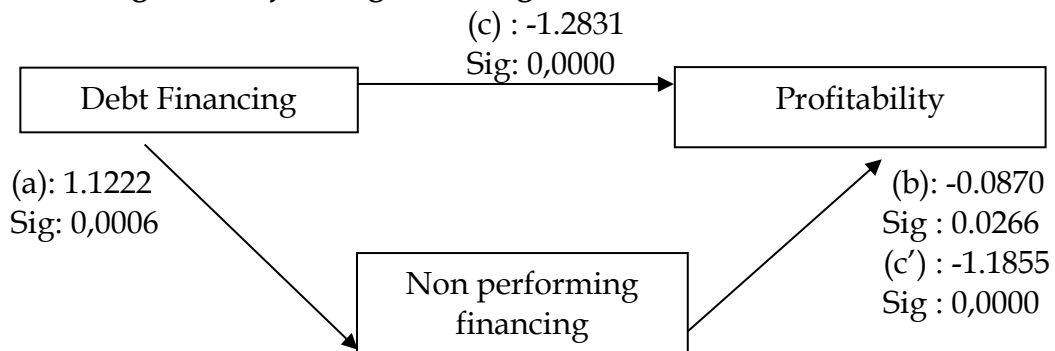 (c) : -1.2831
Sig: 0,0000
Debt Financing
Profitability
(a): 1.1222
Sig: 0,0006
(b): -0.0870
Sig : 0.0266
(c’) : -1.1855
Sig : 0,0000
Non performing
financing